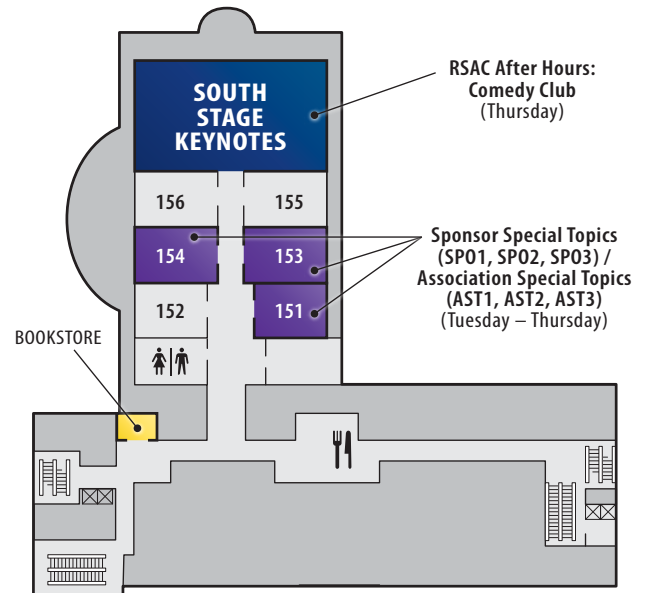 SOUTH
STAGE
KEYNOTES
RSAC After Hours:
Comedy Club
(Thursday)
156
155
154
153
Sponsor Special Topics
(SPO1, SPO2, SPO3) /
Association Special Topics
(AST1, AST2, AST3)
(Tuesday – Thursday)
152
151
BOOKSTORE